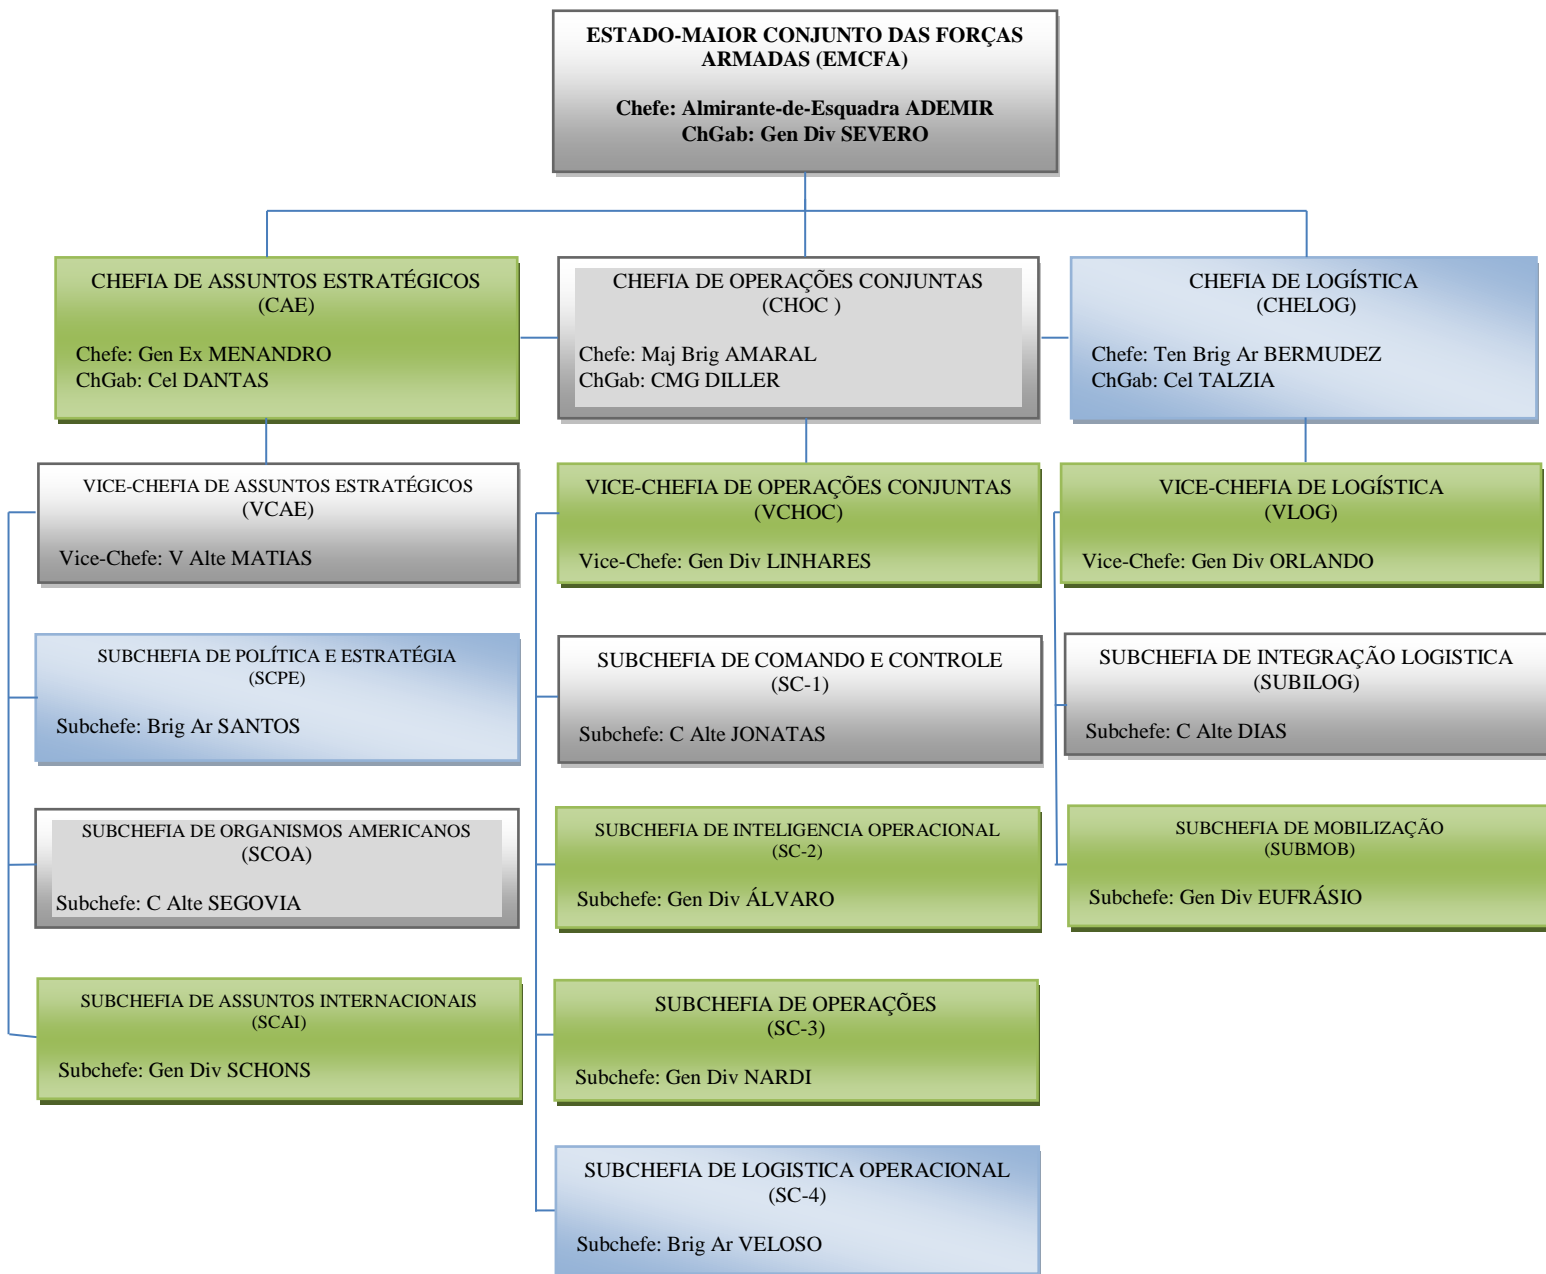 ESTADO-MAIOR CONJUNTO DAS FORÇAS
ARMADAS (EMCFA)
Chefe: Almirante-de-Esquadra ADEMIR
ChGab: Gen Div SEVERO
CHEFIA DE ASSUNTOS ESTRATÉGICOS
(CAE)
Chefe: Gen Ex MENANDRO
ChGab: Cel DANTAS
CHEFIA DE OPERAÇÕES CONJUNTAS
(CHOC )
Chefe: Maj Brig AMARAL
ChGab: CMG DILLER
CHEFIA DE LOGÍSTICA
(CHELOG)
Chefe: Ten Brig Ar BERMUDEZ
ChGab: Cel TALZIA
VICE-CHEFIA DE ASSUNTOS ESTRATÉGICOS
(VCAE)
Vice-Chefe: V Alte MATIAS
VICE-CHEFIA DE OPERAÇÕES CONJUNTAS
(VCHOC)
Vice-Chefe: Gen Div LINHARES
VICE-CHEFIA DE LOGÍSTICA
(VLOG)
Vice-Chefe: Gen Div ORLANDO
SUBCHEFIA DE POLÍTICA E ESTRATÉGIA
(SCPE)
Subchefe: Brig Ar SANTOS
SUBCHEFIA DE COMANDO E CONTROLE
(SC-1)
Subchefe: C Alte JONATAS
SUBCHEFIA DE INTEGRAÇÃO LOGISTICA
(SUBILOG)
Subchefe: C Alte DIAS
SUBCHEFIA DE ORGANISMOS AMERICANOS
(SCOA)
Subchefe: C Alte SEGOVIA
SUBCHEFIA DE INTELIGENCIA OPERACIONAL
(SC-2)
Subchefe: Gen Div ÁLVARO
SUBCHEFIA DE MOBILIZAÇÃO
(SUBMOB)
Subchefe: Gen Div EUFRÁSIO
SUBCHEFIA DE ASSUNTOS INTERNACIONAIS
(SCAI)
Subchefe: Gen Div SCHONS
SUBCHEFIA DE OPERAÇÕES
(SC-3)
Subchefe: Gen Div NARDI
SUBCHEFIA DE LOGISTICA OPERACIONAL
(SC-4)
Subchefe: Brig Ar VELOSO